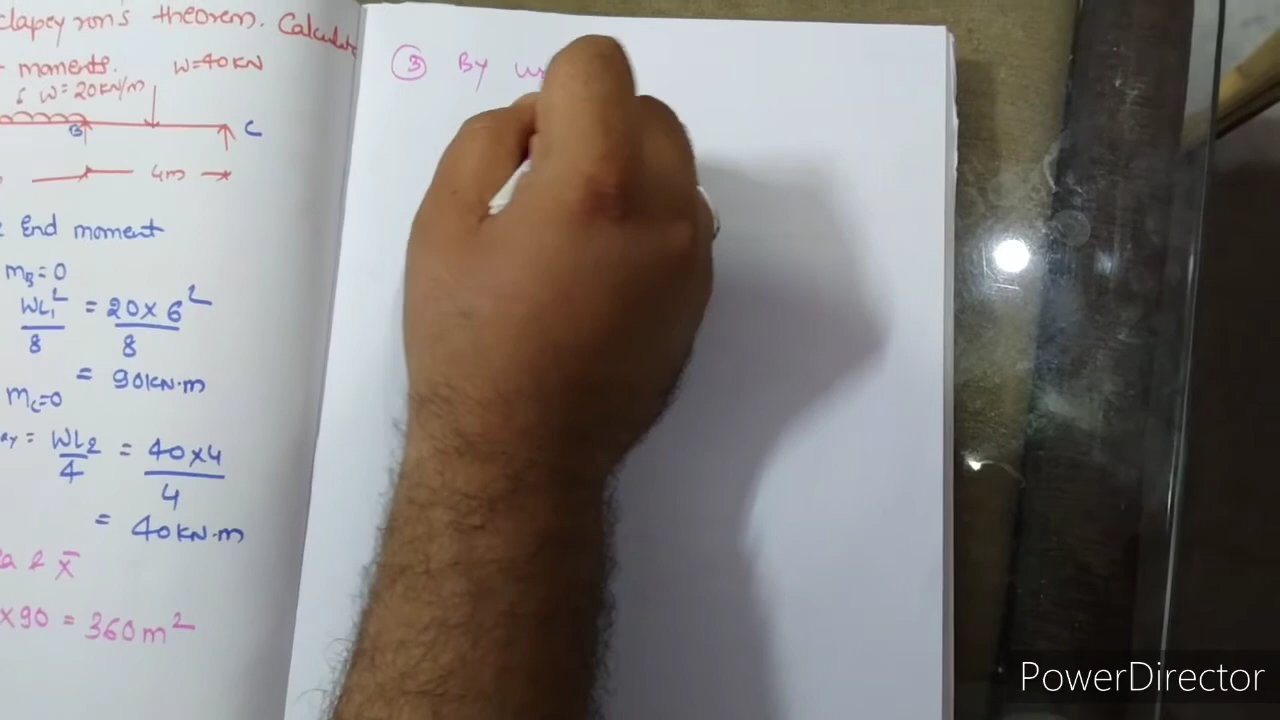 clapeyron's theorem. Calculate
moments. W=40KN
W=20KN/m
B C
4m
End moment
MB=0
WL₁² = 20×6²
8 8
= 90KN.m
Mc=0
WL2 = 40×4
4 4
= 40KN.m
a & x̄
×90 = 360m²
③ By us
PowerDirector